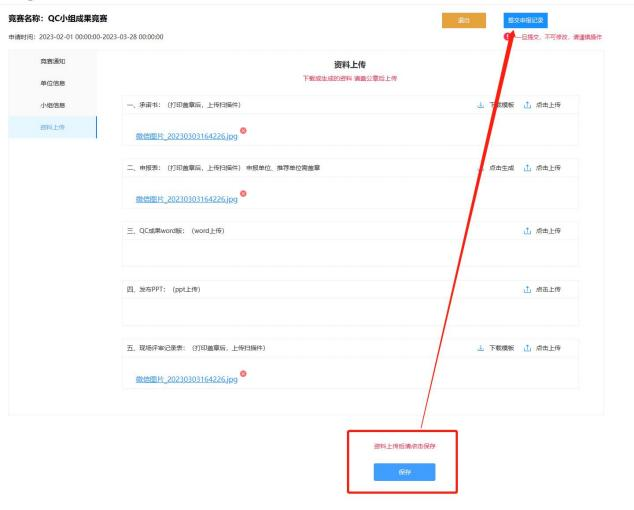 竞赛名称：QC小组成果竞赛
退出
提交申报记录
申请时间：2023-02-01 00:00:00-2023-03-28 00:00:00
一旦提交，不可修改，请谨慎操作
竞赛通知
单位信息
小组信息
资料上传
资料上传
下载或生成的资料 请盖公章后上传
一、承诺书：（打印盖章后，上传扫描件）
下载模板
点击上传
微信图片_20230303164226.jpg
二、申报表：（打印盖章后，上传扫描件） 申报单位、推荐单位需盖章
点击生成
点击上传
微信图片_20230303164226.jpg
三、QC成果word版：（word上传）
点击上传
四、发布PPT：（ppt上传）
点击上传
五、现场评审记录表：（打印盖章后，上传扫描件）
下载模板
点击上传
微信图片_20230303164226.jpg
资料上传后请点击保存
保存